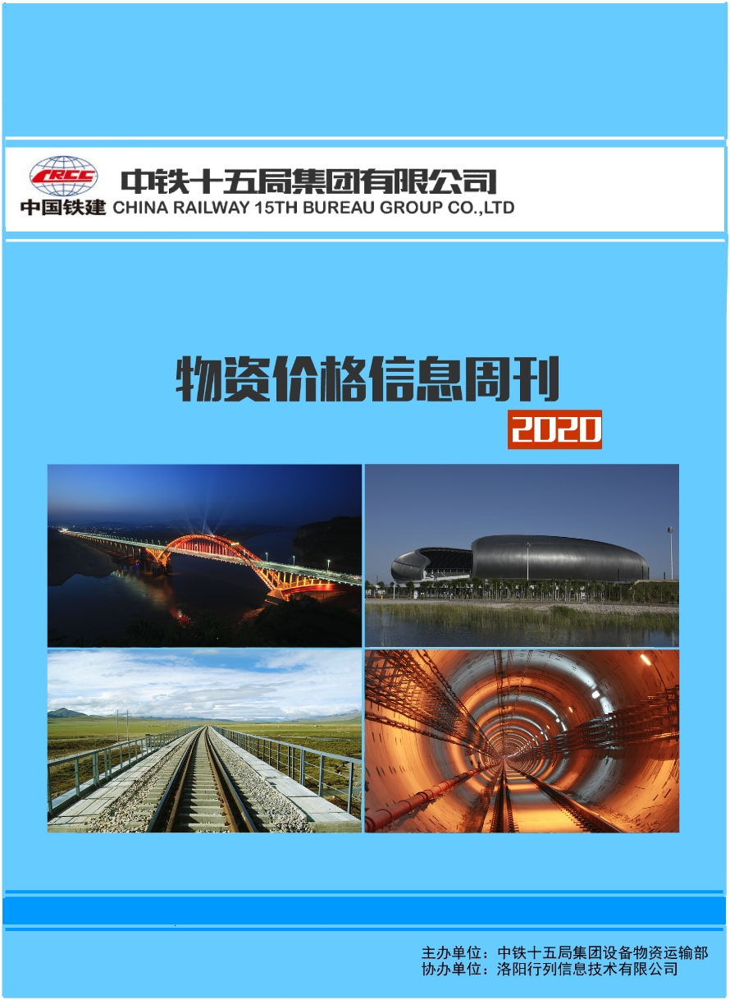 CRCC
中国铁建
中铁十五局集团有限公司
CHINA RAILWAY 15TH BUREAU GROUP CO.,LTD
物资价格信息周刊
2020
主办单位：中铁十五局集团设备物资运输部
协办单位：洛阳行列信息技术有限公司